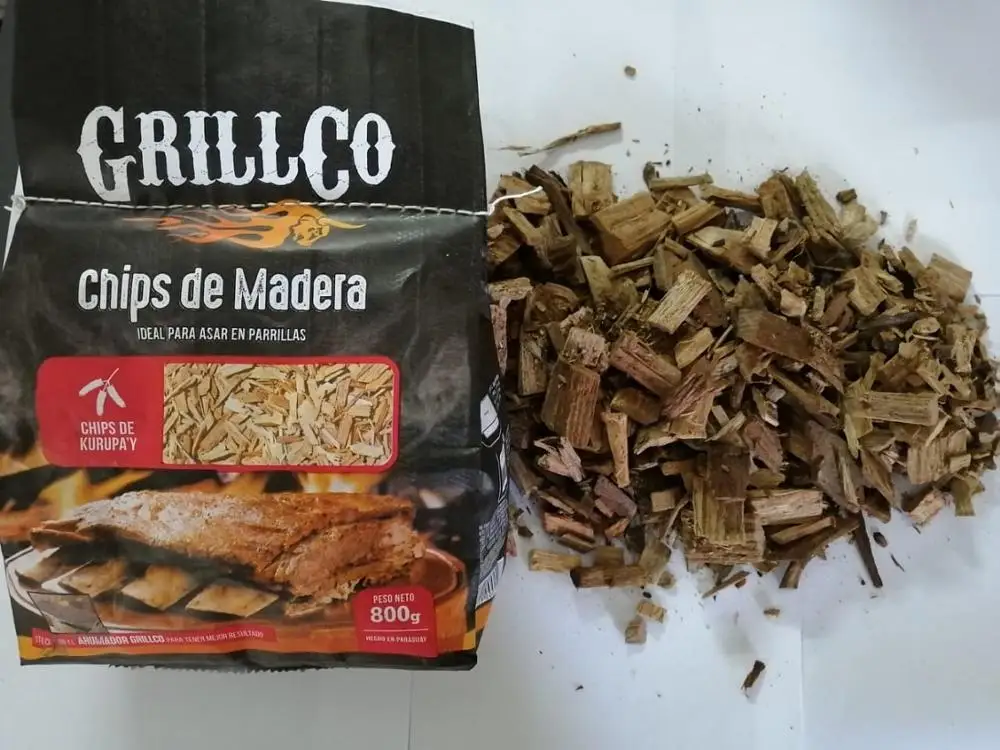 GRILLCO
Chips de Madera
IDEAL PARA ASAR EN PARRILLAS
CHIPS DE
KURUPA'Y
PESO NETO
800g
HECHO EN PARAGUAY
AHUMADOR GRILLCO PARA TENER MEJOR RESULTADO